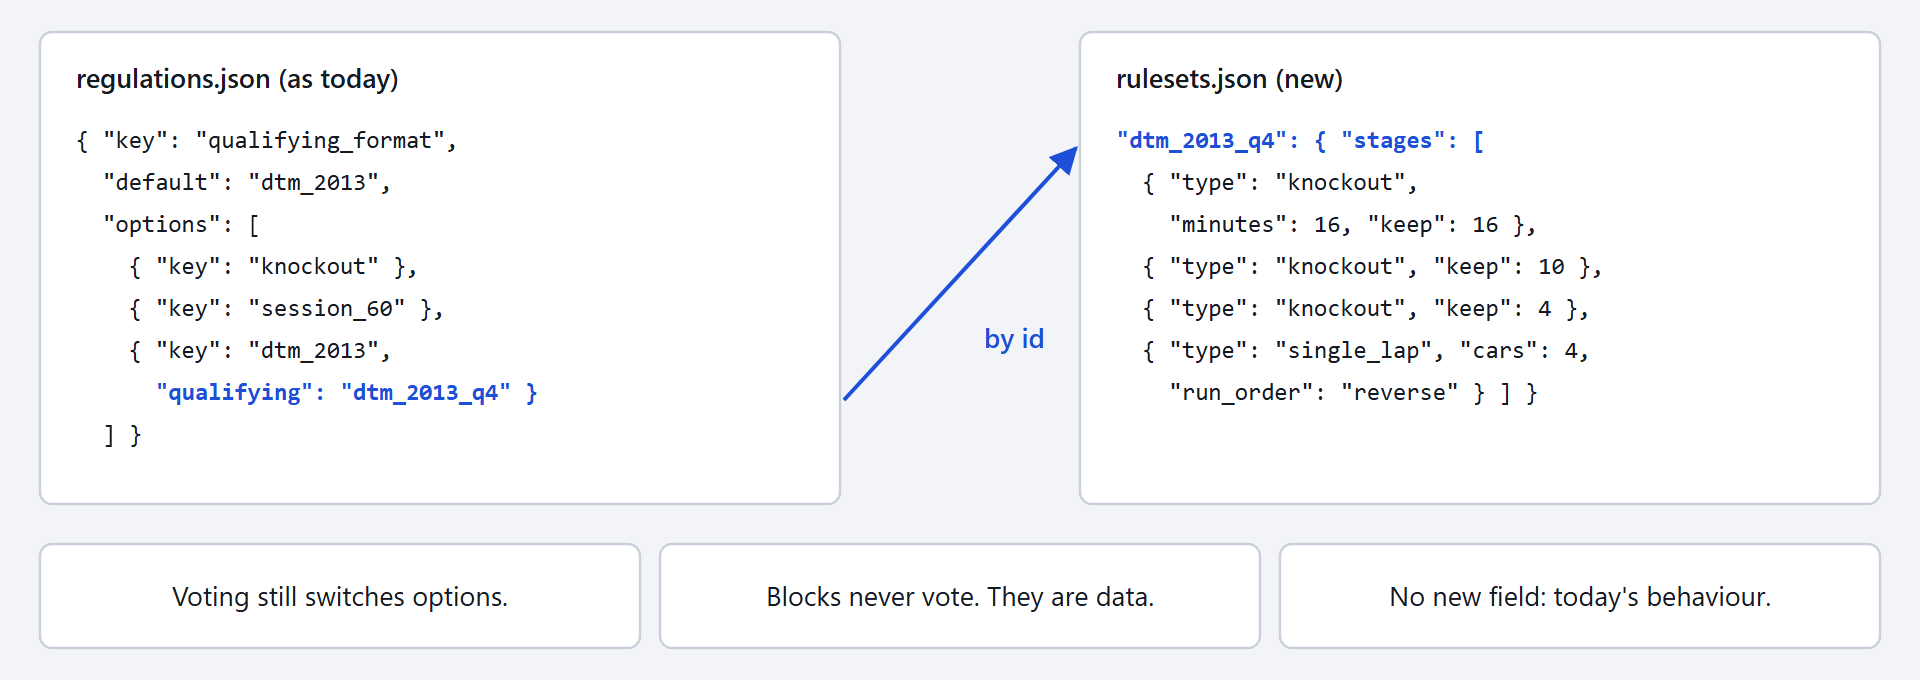 regulations.json (as today)
{ "key": "qualifying_format",
  "default": "dtm_2013",
  "options": [
    { "key": "knockout" },
    { "key": "session_60" },
    { "key": "dtm_2013",
      "qualifying": "dtm_2013_q4" }
  ] }
by id
rulesets.json (new)
"dtm_2013_q4": { "stages": [
  { "type": "knockout",
    "minutes": 16, "keep": 16 },
  { "type": "knockout", "keep": 10 },
  { "type": "knockout", "keep": 4 },
  { "type": "single_lap", "cars": 4,
    "run_order": "reverse" } ] }
Voting still switches options.
Blocks never vote. They are data.
No new field: today's behaviour.